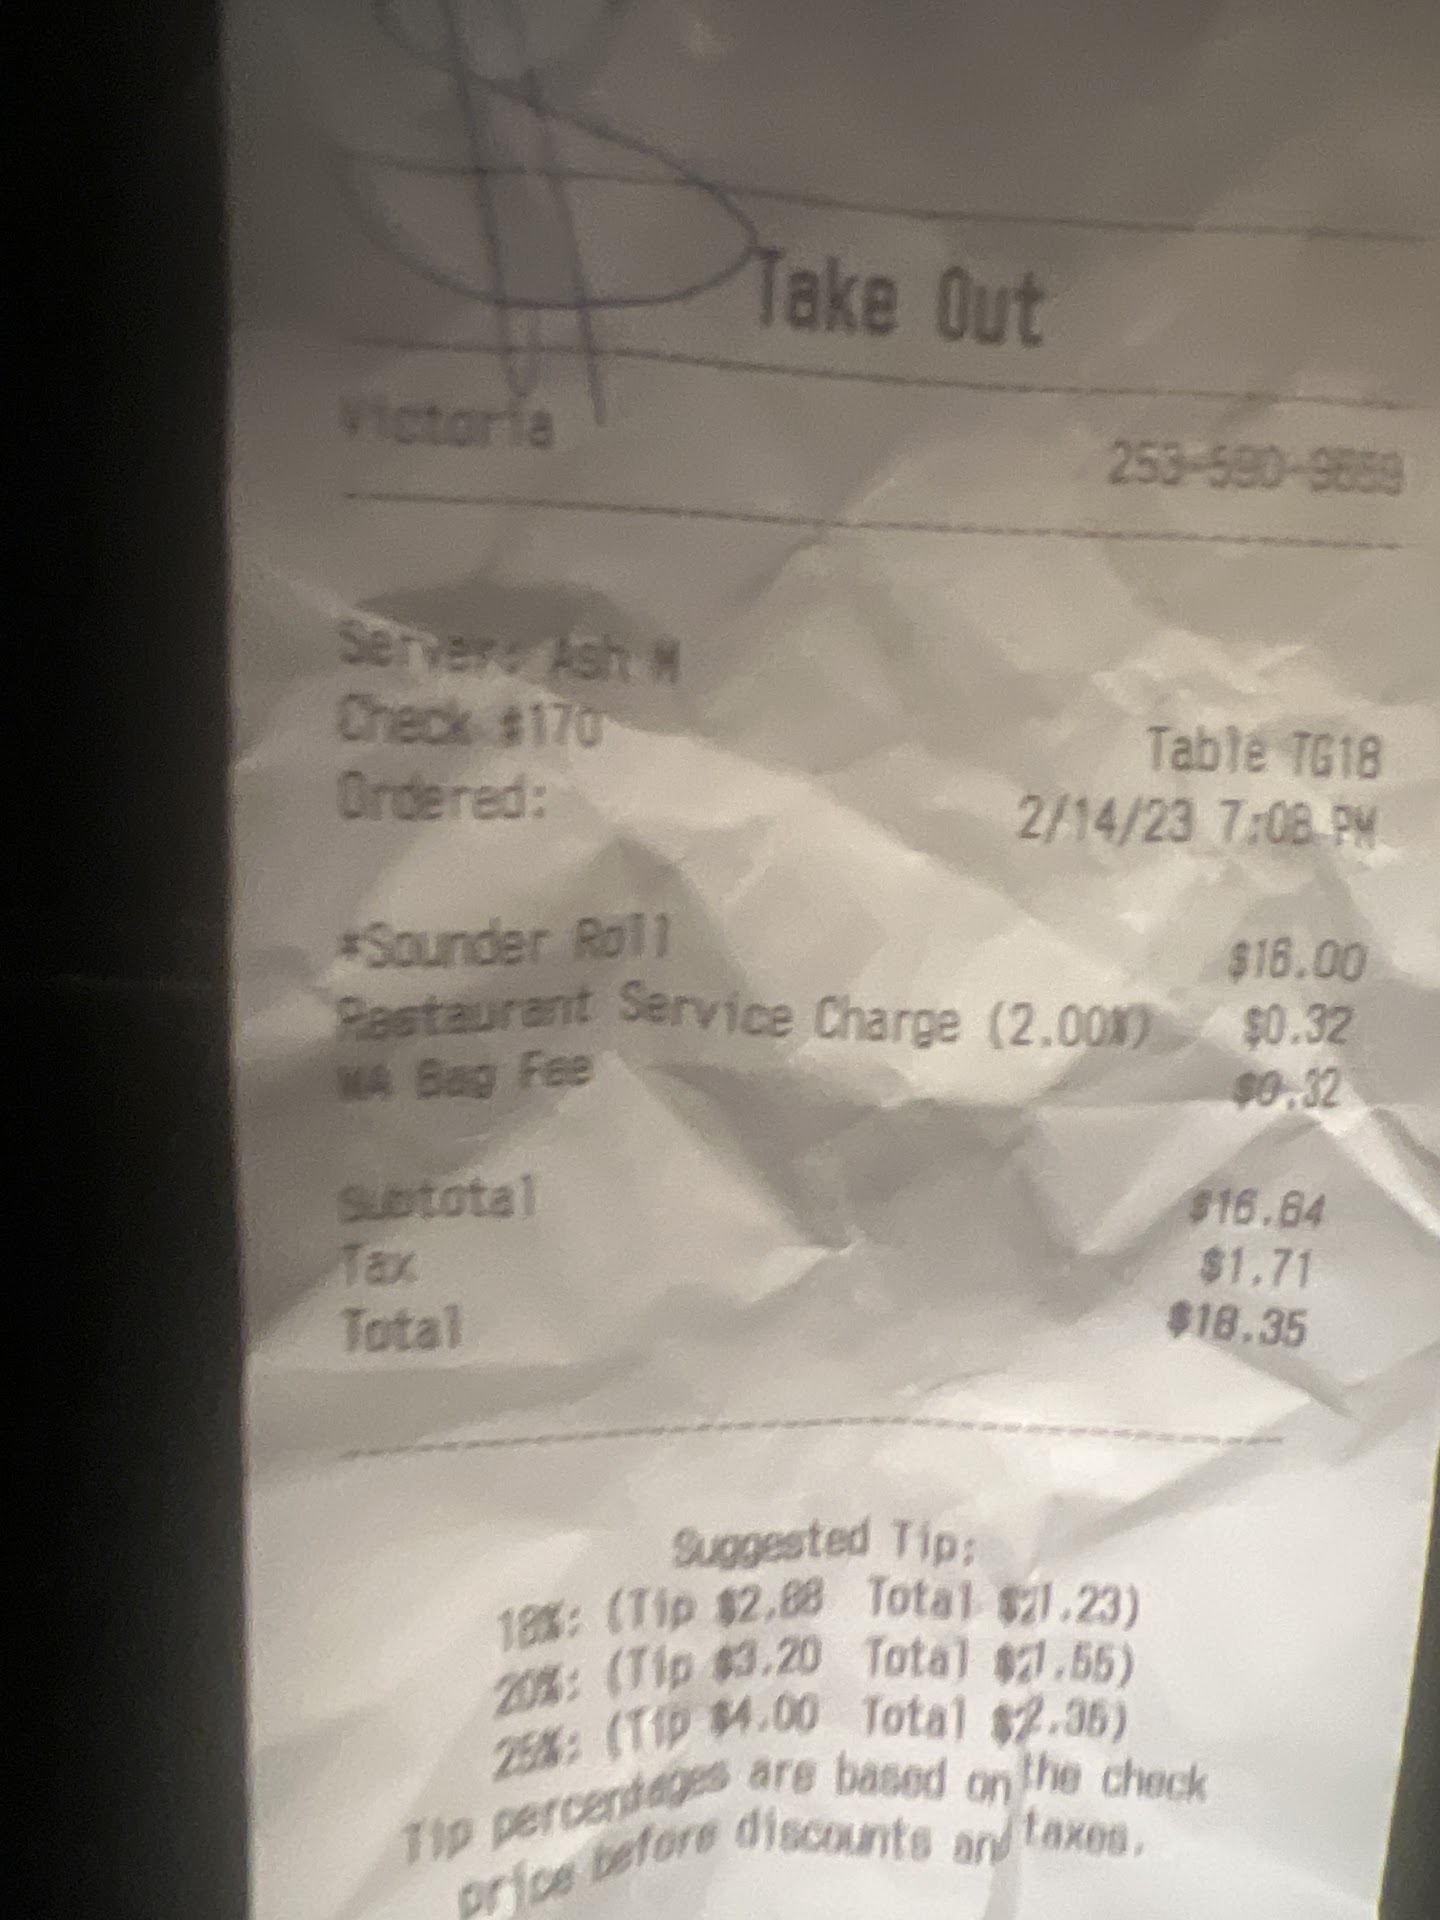 Take Out
Victoria
253-590-9659
Server: Ash M
Check #170 Table TG18
Ordered: 2/14/23 7:08 PM
*Sounder Roll $16.00
Restaurant Service Charge (2.00%) $0.32
WA Bag Fee $0.32
Subtotal $16.64
Tax $1.71
Total $18.35
Suggested Tip:
18%: (Tip $2.88 Total $21.23)
20%: (Tip $3.20 Total $21.55)
25%: (Tip $4.00 Total $22.35)
Tip percentages are based on the check
price before discounts and taxes.